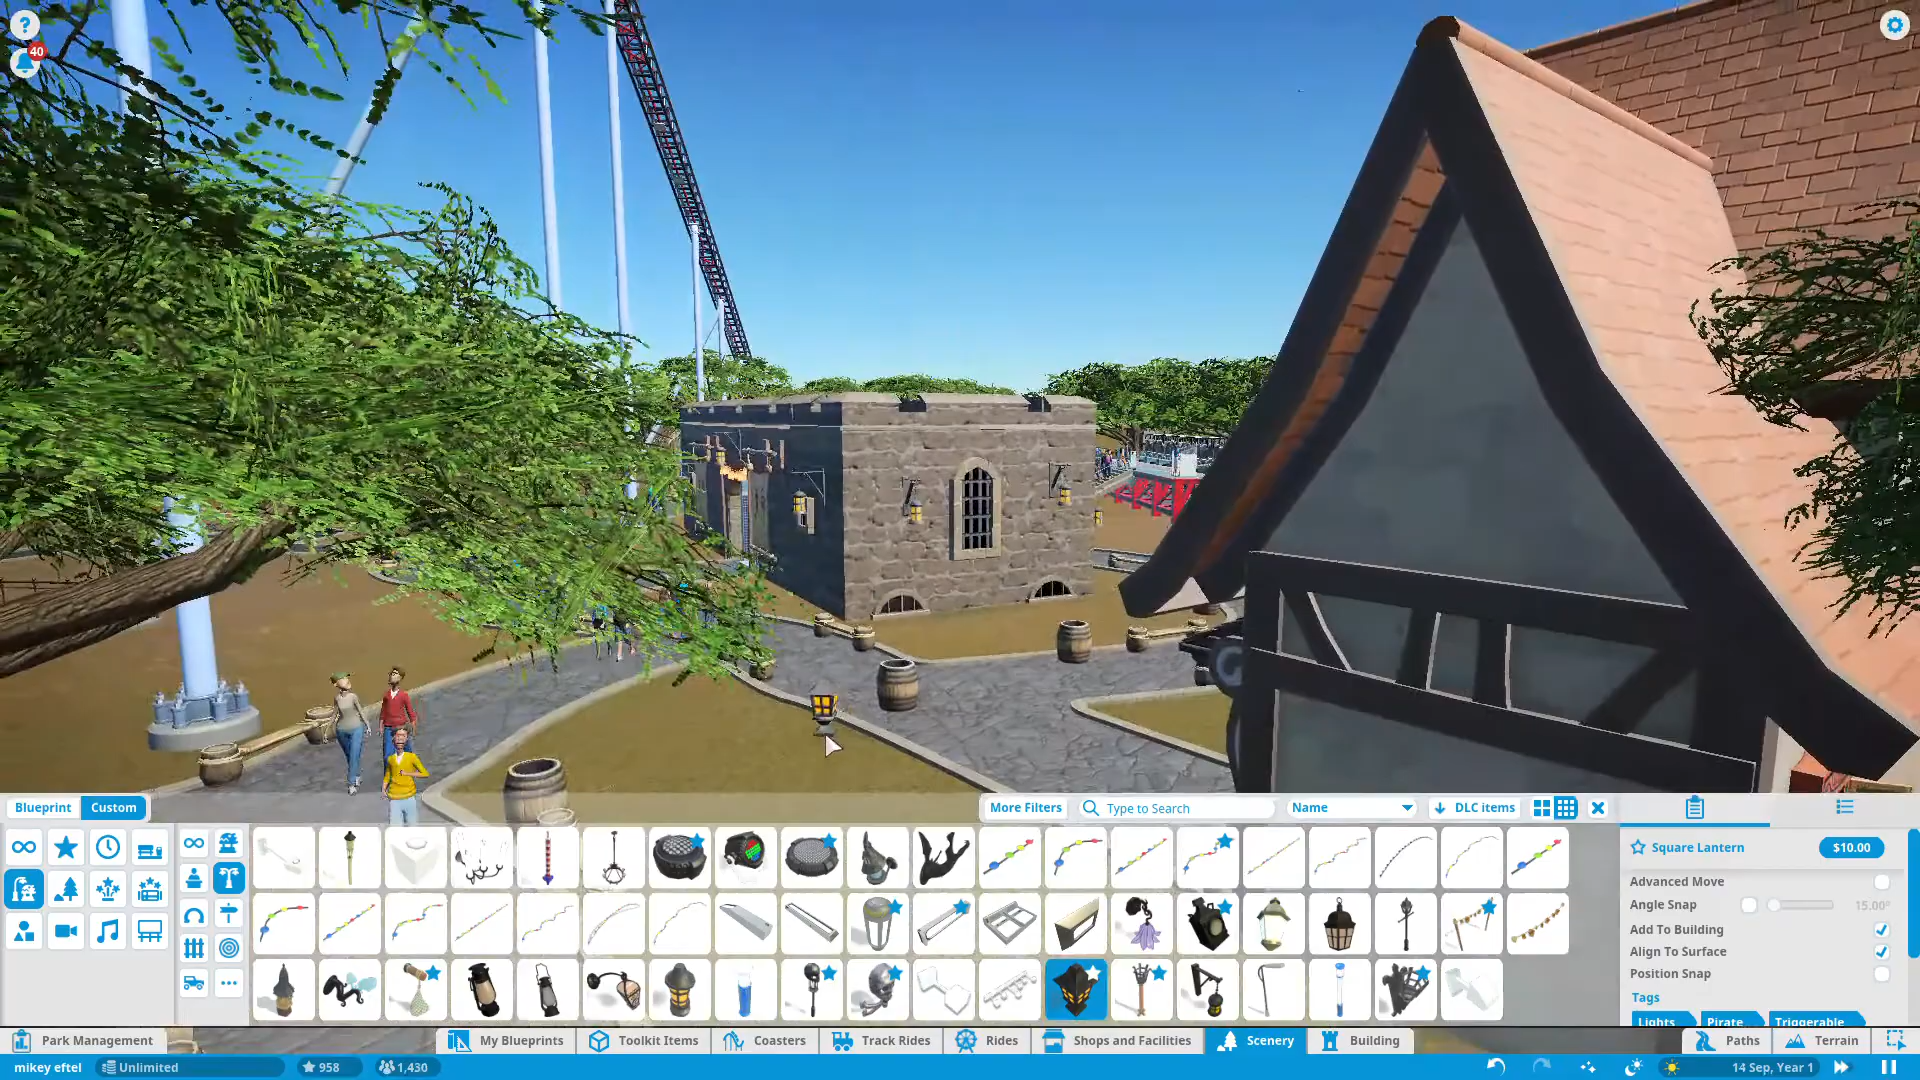 ?
40
Blueprint
Custom
More Filters
Type to Search
Name
DLC items
Square Lantern
$10.00
Advanced Move
Angle Snap
15.00°
Add To Building
Align To Surface
Position Snap
Tags
Lights
Pirate
Triggerable
Park Management
My Blueprints
Toolkit Items
Coasters
Track Rides
Rides
Shops and Facilities
Scenery
Building
Paths
Terrain
mikey eftel
Unlimited
958
1,430
14 Sep, Year 1